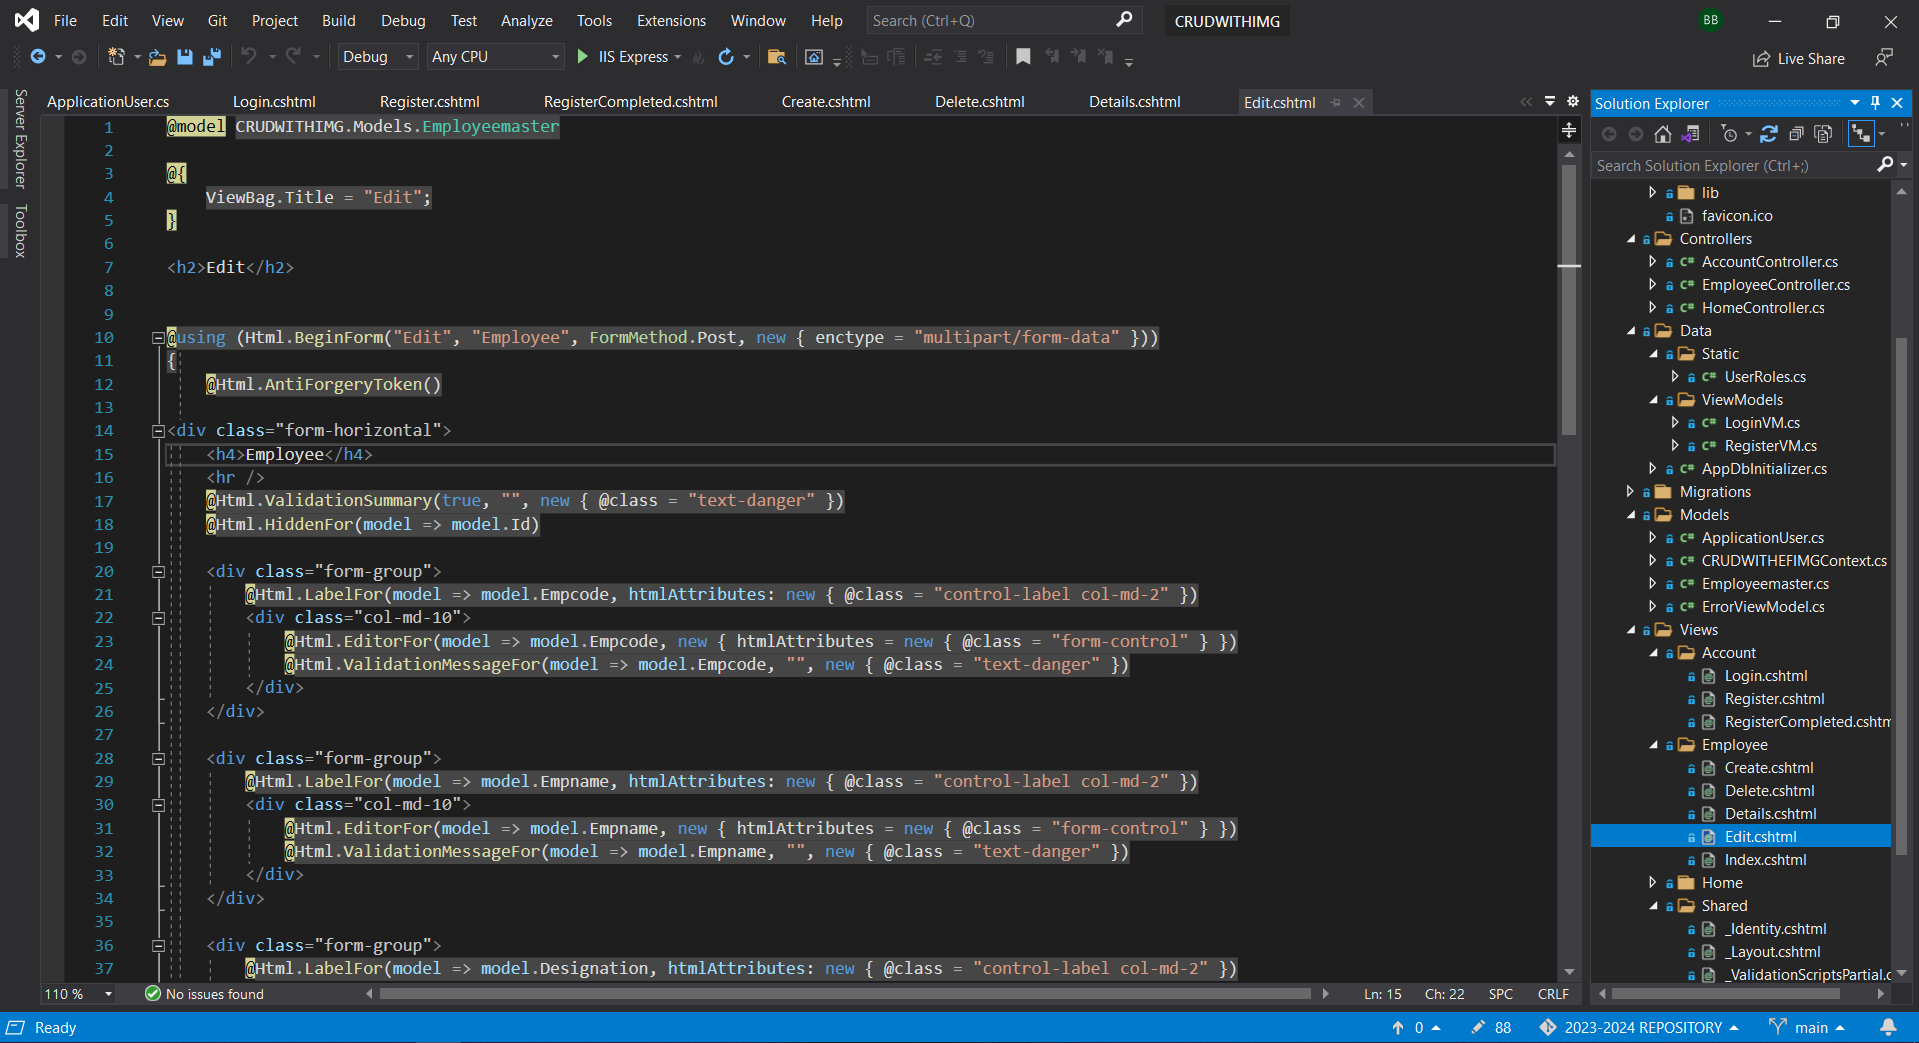 File Edit View Git Project Build Debug Test Analyze Tools Extensions Window Help Search (Ctrl+Q) CRUDWITHIMG BB
Debug Any CPU IIS Express Live Share
Server Explorer
Toolbox
ApplicationUser.cs Login.cshtml Register.cshtml RegisterCompleted.cshtml Create.cshtml Delete.cshtml Details.cshtml Edit.cshtml
1 @model CRUDWITHIMG.Models.Employeemaster
2
3 @{
4 ViewBag.Title = "Edit";
5 }
6
7 <h2>Edit</h2>
8
9
10 @using (Html.BeginForm("Edit", "Employee", FormMethod.Post, new { enctype = "multipart/form-data" }))
11 {
12 @Html.AntiForgeryToken()
13
14 <div class="form-horizontal">
15 <h4>Employee</h4>
16 <hr />
17 @Html.ValidationSummary(true, "", new { @class = "text-danger" })
18 @Html.HiddenFor(model => model.Id)
19
20 <div class="form-group">
21 @Html.LabelFor(model => model.Empcode, htmlAttributes: new { @class = "control-label col-md-2" })
22 <div class="col-md-10">
23 @Html.EditorFor(model => model.Empcode, new { htmlAttributes = new { @class = "form-control" } })
24 @Html.ValidationMessageFor(model => model.Empcode, "", new { @class = "text-danger" })
25 </div>
26 </div>
27
28 <div class="form-group">
29 @Html.LabelFor(model => model.Empname, htmlAttributes: new { @class = "control-label col-md-2" })
30 <div class="col-md-10">
31 @Html.EditorFor(model => model.Empname, new { htmlAttributes = new { @class = "form-control" } })
32 @Html.ValidationMessageFor(model => model.Empname, "", new { @class = "text-danger" })
33 </div>
34 </div>
35
36 <div class="form-group">
37 @Html.LabelFor(model => model.Designation, htmlAttributes: new { @class = "control-label col-md-2" })
110 % No issues found Ln: 15 Ch: 22 SPC CRLF
Solution Explorer
Search Solution Explorer (Ctrl+;)
lib
favicon.ico
Controllers
C# AccountController.cs
C# EmployeeController.cs
C# HomeController.cs
Data
Static
C# UserRoles.cs
ViewModels
C# LoginVM.cs
C# RegisterVM.cs
C# AppDbInitializer.cs
Migrations
Models
C# ApplicationUser.cs
C# CRUDWITHEFIMGContext.cs
C# Employeemaster.cs
C# ErrorViewModel.cs
Views
Account
Login.cshtml
Register.cshtml
RegisterCompleted.cshtm
Employee
Create.cshtml
Delete.cshtml
Details.cshtml
Edit.cshtml
Index.cshtml
Home
Shared
_Identity.cshtml
_Layout.cshtml
_ValidationScriptsPartial.c
Ready 0 88 2023-2024 REPOSITORY main